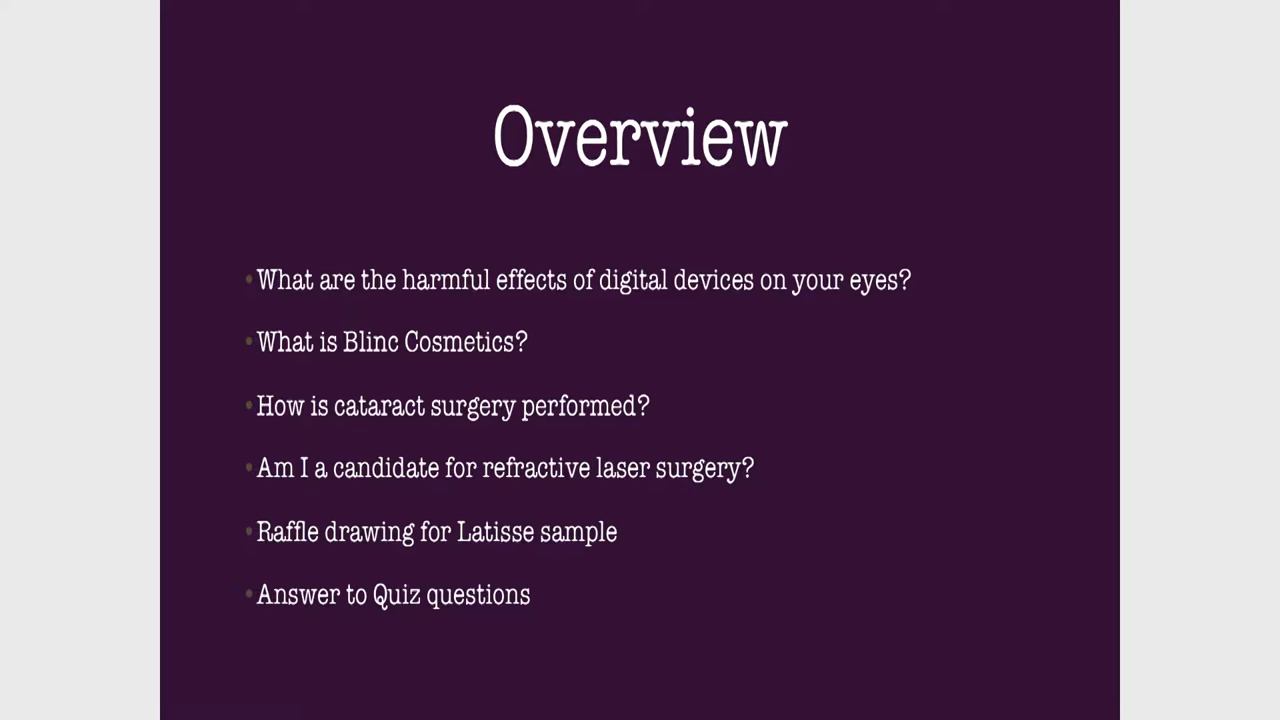 Overview
•What are the harmful effects of digital devices on your eyes?
•What is Blinc Cosmetics?
•How is cataract surgery performed?
•Am I a candidate for refractive laser surgery?
•Raffle drawing for Latisse sample
•Answer to Quiz questions